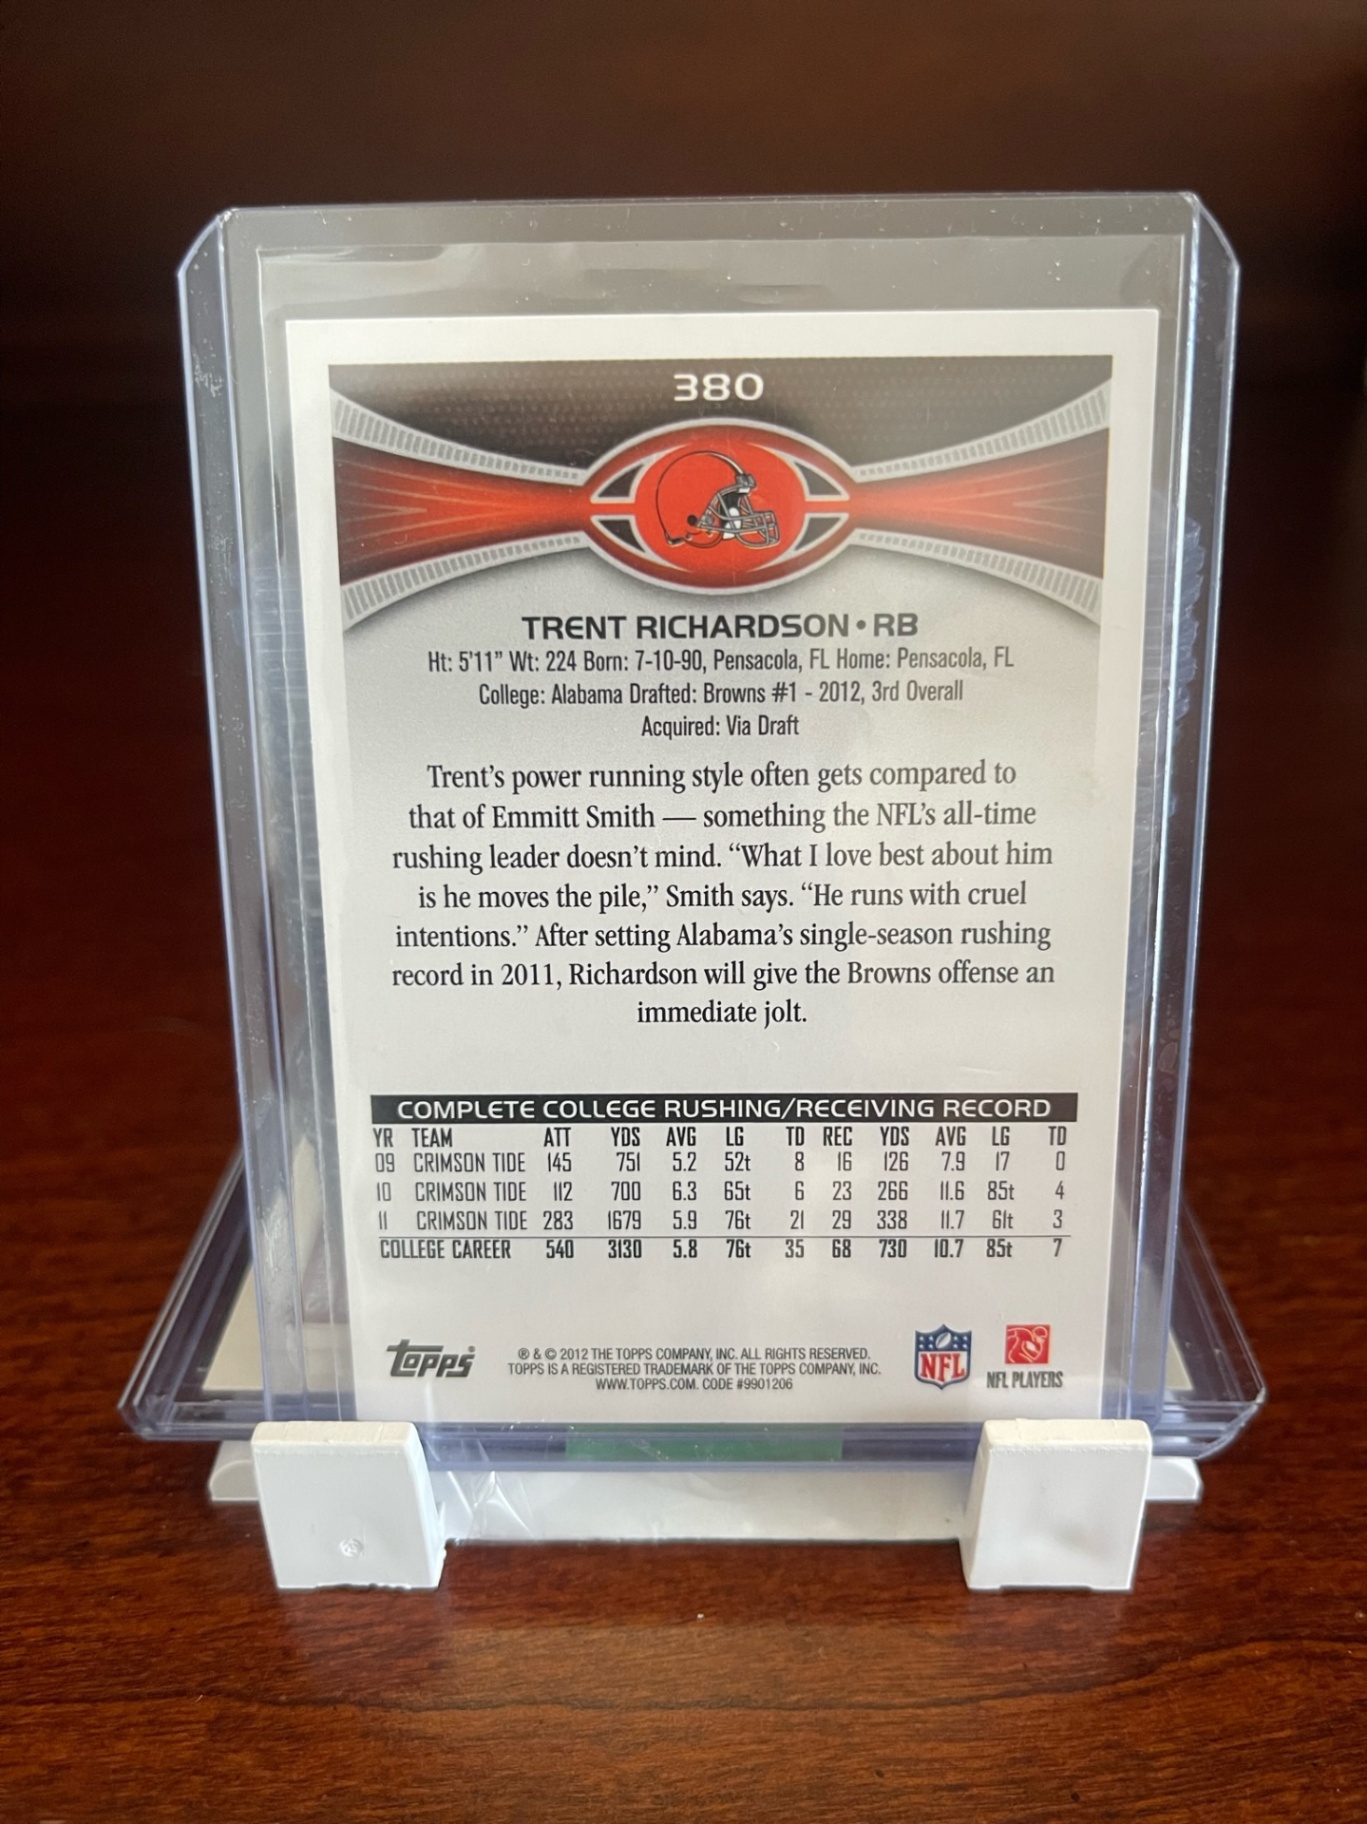 380
TRENT RICHARDSON • RB
Ht: 5'11” Wt: 224 Born: 7-10-90, Pensacola, FL Home: Pensacola, FL
College: Alabama Drafted: Browns #1 - 2012, 3rd Overall
Acquired: Via Draft
Trent’s power running style often gets compared to
that of Emmitt Smith — something the NFL’s all-time
rushing leader doesn’t mind. “What I love best about him
is he moves the pile,” Smith says. “He runs with cruel
intentions.” After setting Alabama’s single-season rushing
record in 2011, Richardson will give the Browns offense an
immediate jolt.
COMPLETE COLLEGE RUSHING/RECEIVING RECORD
YR TEAM ATT YDS AVG LG TD REC YDS AVG LG TD
09 CRIMSON TIDE 145 751 5.2 52t 8 16 126 7.9 17 0
10 CRIMSON TIDE 112 700 6.3 65t 6 23 266 11.6 85t 4
11 CRIMSON TIDE 283 1679 5.9 76t 21 29 338 11.7 61t 3
COLLEGE CAREER 540 3130 5.8 76t 35 68 730 10.7 85t 7
topps
® & © 2012 THE TOPPS COMPANY, INC. ALL RIGHTS RESERVED.
TOPPS IS A REGISTERED TRADEMARK OF THE TOPPS COMPANY, INC.
WWW.TOPPS.COM. CODE #9901206
NFL
NFL PLAYERS